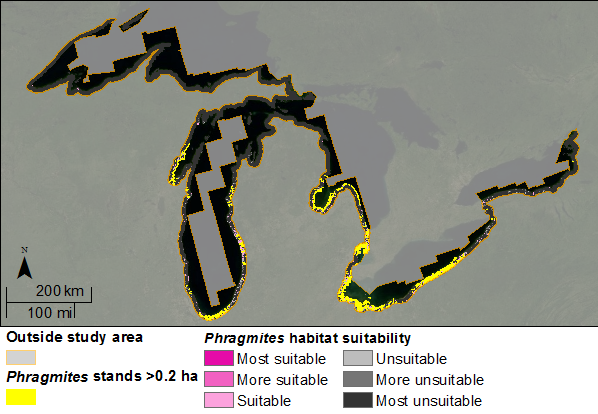 N
200 km
100 mi
Outside study area
Phragmites stands >0.2 ha
Phragmites habitat suitability
Most suitable
More suitable
Suitable
Unsuitable
More unsuitable
Most unsuitable